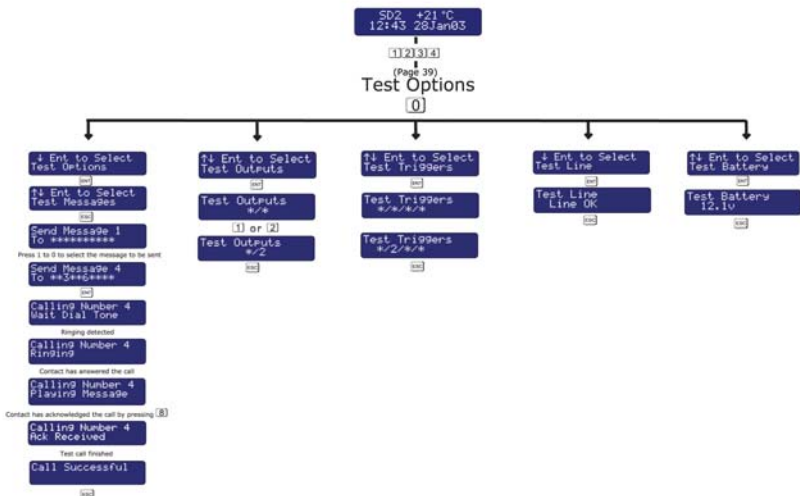 SD2 +21°C
12:43 28Jan03
1 2 3 4
(Page 39)
Test Options
0
↓ Ent to Select
Test Options
ENT
↑↓ Ent to Select
Test Messages
ESC
Send Message 1
To **********
Press 1 to 0 to select the message to be sent
Send Message 4
To **3**6****
ENT
Calling Number 4
Wait Dial Tone
Ringing detected
Calling Number 4
Ringing
Contact has answered the call
Calling Number 4
Playing Message
Contact has acknowledged the call by pressing 8
Calling Number 4
Ack Received
Test call finished
Call Successful
ESC
↑↓ Ent to Select
Test Outputs
ENT
Test Outputs
*/*
1 or 2
Test Outputs
*/2
ESC
↑↓ Ent to Select
Test Triggers
ENT
Test Triggers
*/*/*/*
Test Triggers
*/2/*/*
ESC
↓ Ent to Select
Test Line
ENT
Test Line
Line OK
ESC
↑↓ Ent to Select
Test Battery
ENT
Test Battery
12.1v
ESC